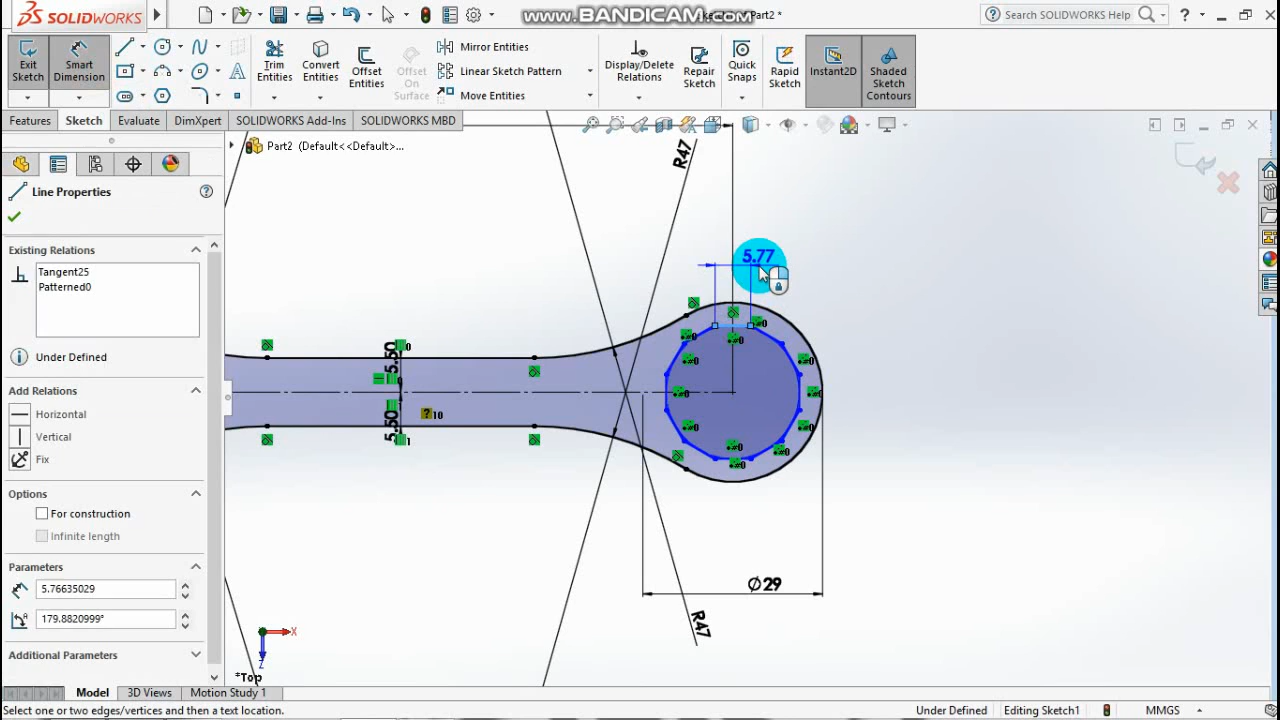 SOLIDWORKS
www.BANDICAM.com
Part2 *
Search SOLIDWORKS Help
Exit Sketch
Smart Dimension
Trim Entities
Convert Entities
Offset Entities
Offset On Surface
Mirror Entities
Linear Sketch Pattern
Move Entities
Display/Delete Relations
Repair Sketch
Quick Snaps
Rapid Sketch
Instant2D
Shaded Sketch Contours
Features
Sketch
Evaluate
DimXpert
SOLIDWORKS Add-Ins
SOLIDWORKS MBD
Part2 (Default<<Default>...
Line Properties
Existing Relations
Tangent25
Patterned0
Under Defined
Add Relations
Horizontal
Vertical
Fix
Options
For construction
Infinite length
Parameters
5.76635029
179.8820999°
Additional Parameters
R47
5.77
5.50
5.50
10
Ø29
R47
X
Z
*Top
Model
3D Views
Motion Study 1
Select one or two edges/vertices and then a text location.
Under Defined
Editing Sketch1
MMGS